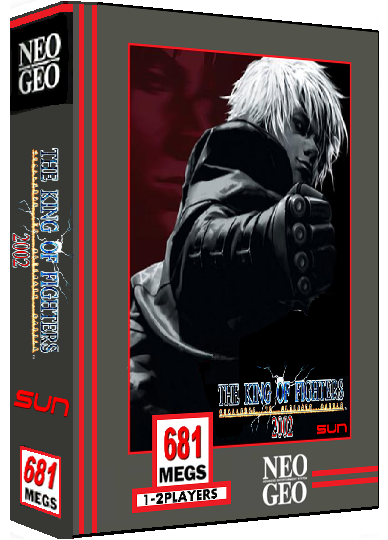 NEO
GEO
THE KING OF FIGHTERS
2002
SUN
681
MEGS
THE KING OF FIGHTERS
2002
SUN
681
MEGS
1-2PLAYERS
NEO
GEO